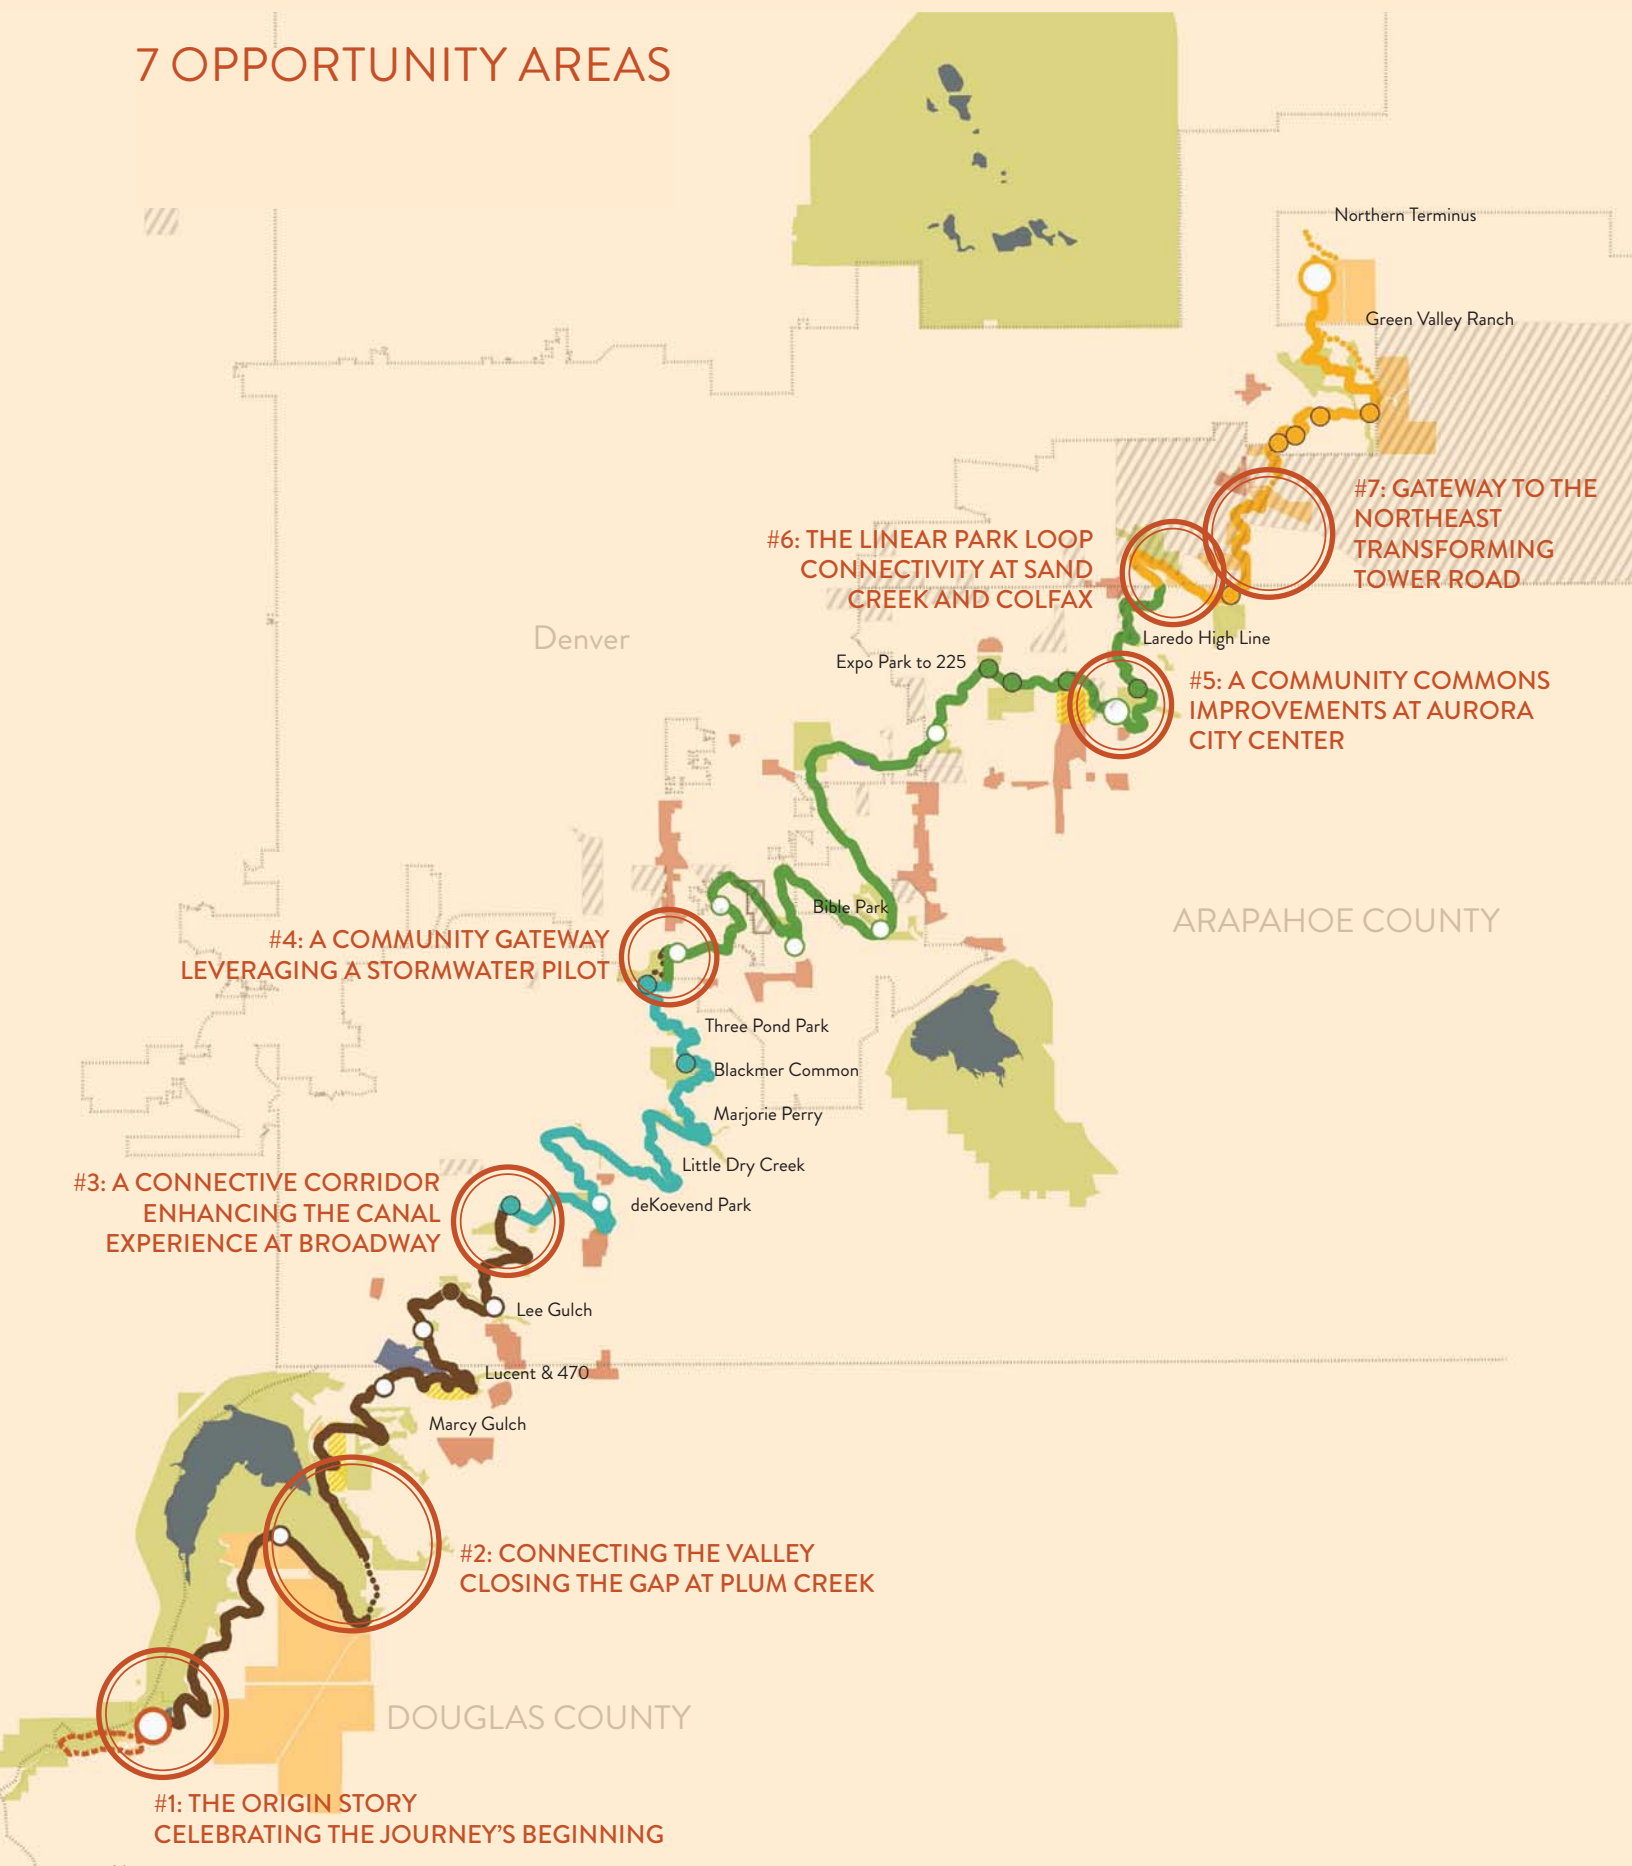 7 OPPORTUNITY AREAS
Northern Terminus
Green Valley Ranch
#7: GATEWAY TO THE
NORTHEAST
TRANSFORMING
TOWER ROAD
#6: THE LINEAR PARK LOOP
CONNECTIVITY AT SAND
CREEK AND COLFAX
Denver
Laredo High Line
Expo Park to 225
#5: A COMMUNITY COMMONS
IMPROVEMENTS AT AURORA
CITY CENTER
Bible Park
ARAPAHOE COUNTY
#4: A COMMUNITY GATEWAY
LEVERAGING A STORMWATER PILOT
Three Pond Park
Blackmer Common
Marjorie Perry
Little Dry Creek
deKoevend Park
#3: A CONNECTIVE CORRIDOR
ENHANCING THE CANAL
EXPERIENCE AT BROADWAY
Lee Gulch
Lucent & 470
Marcy Gulch
#2: CONNECTING THE VALLEY
CLOSING THE GAP AT PLUM CREEK
DOUGLAS COUNTY
#1: THE ORIGIN STORY
CELEBRATING THE JOURNEY'S BEGINNING